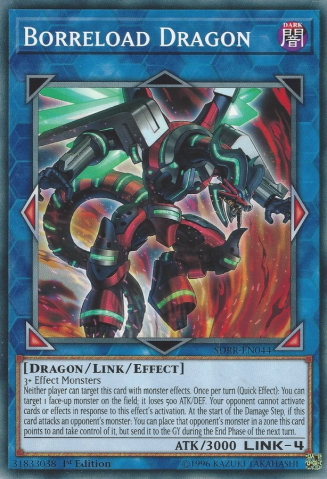 BORRELOAD DRAGON
DARK
闇
SDRR-EN044
[DRAGON/LINK/EFFECT]
3+ Effect Monsters
Neither player can target this card with monster effects. Once per turn (Quick Effect): You can
target 1 face-up monster on the field; it loses 500 ATK/DEF. Your opponent cannot activate
cards or effects in response to this effect's activation. At the start of the Damage Step, if this
card attacks an opponent's monster: You can place that opponent's monster in a zone this card
points to and take control of it, but send it to the GY during the End Phase of the next turn.
ATK/3000 LINK-4
31833038 1st Edition ©1996 KAZUKI TAKAHASHI